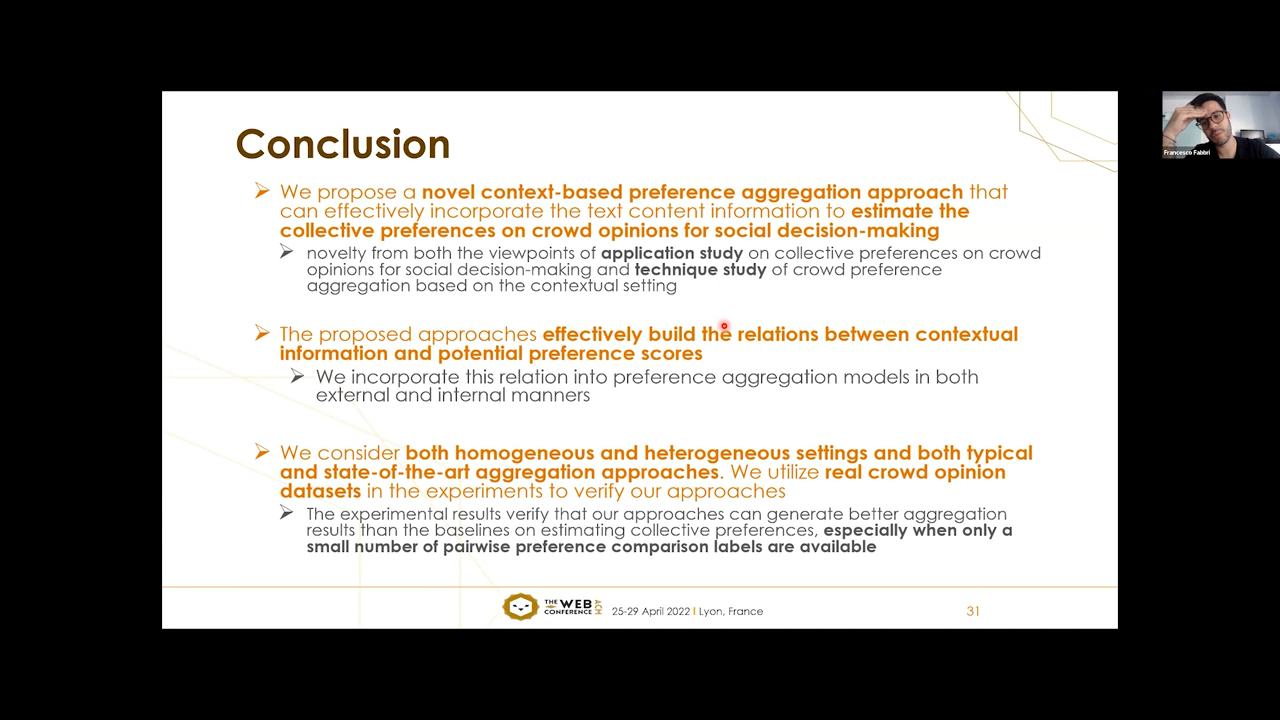 Conclusion
We propose a novel context-based preference aggregation approach that
can effectively incorporate the text content information to estimate the
collective preferences on crowd opinions for social decision-making
novelty from both the viewpoints of application study on collective preferences on crowd
opinions for social decision-making and technique study of crowd preference
aggregation based on the contextual setting
The proposed approaches effectively build the relations between contextual
information and potential preference scores
We incorporate this relation into preference aggregation models in both
external and internal manners
We consider both homogeneous and heterogeneous settings and both typical
and state-of-the-art aggregation approaches. We utilize real crowd opinion
datasets in the experiments to verify our approaches
The experimental results verify that our approaches can generate better aggregation
results than the baselines on estimating collective preferences, especially when only a
small number of pairwise preference comparison labels are available
THE WEB CONFERENCE ACM
25-29 April 2022 I Lyon, France
31
Francesco Fabbri